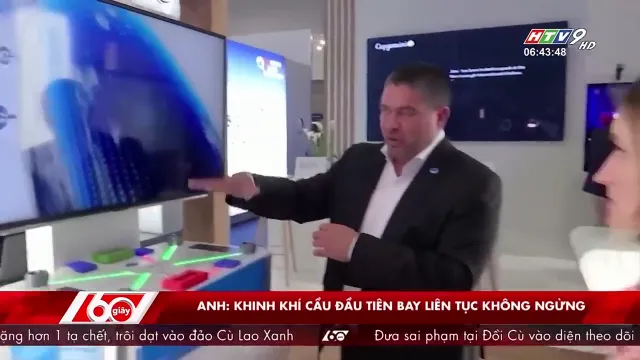 HTV9 HD
06:43:48
Capgemini
60 giây
ANH: KHINH KHÍ CẦU ĐẦU TIÊN BAY LIÊN TỤC KHÔNG NGỪNG
ặng hơn 1 tạ chết, trôi dạt vào đảo Cù Lao Xanh 60 giây Đưa sai phạm tại Đồi Cù vào diện theo dõi